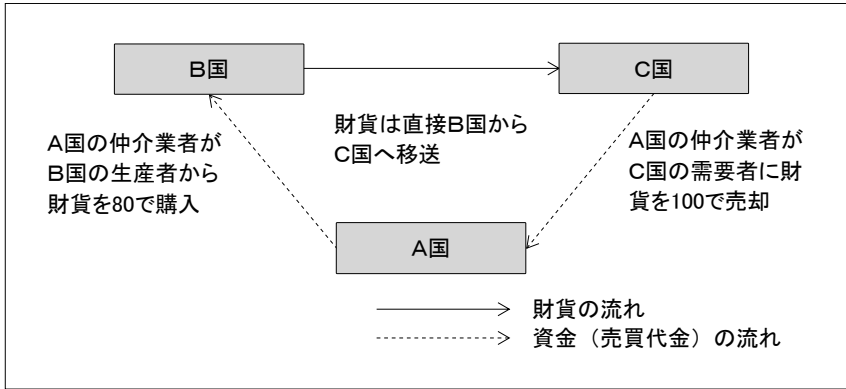 B国
C国
A国の仲介業者が
B国の生産者から
財貨を80で購入
財貨は直接B国から
C国へ移送
A国の仲介業者が
C国の需要者に財
貨を100で売却
A国
財貨の流れ
資金（売買代金）の流れ